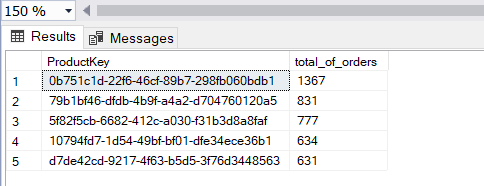 150 %
Results Messages
ProductKey total_of_orders
1 0b751c1d-22f6-46cf-89b7-298fb060bdb1 1367
2 79b1bf46-dfdb-4b9f-a4a2-d704760120a5 831
3 5f82f5cb-6682-412c-a030-f31b3d8a8faf 777
4 10794fd7-1d54-49bf-bf01-dfe34ece36b1 634
5 d7de42cd-9217-4f63-b5d5-3f76d3448563 631